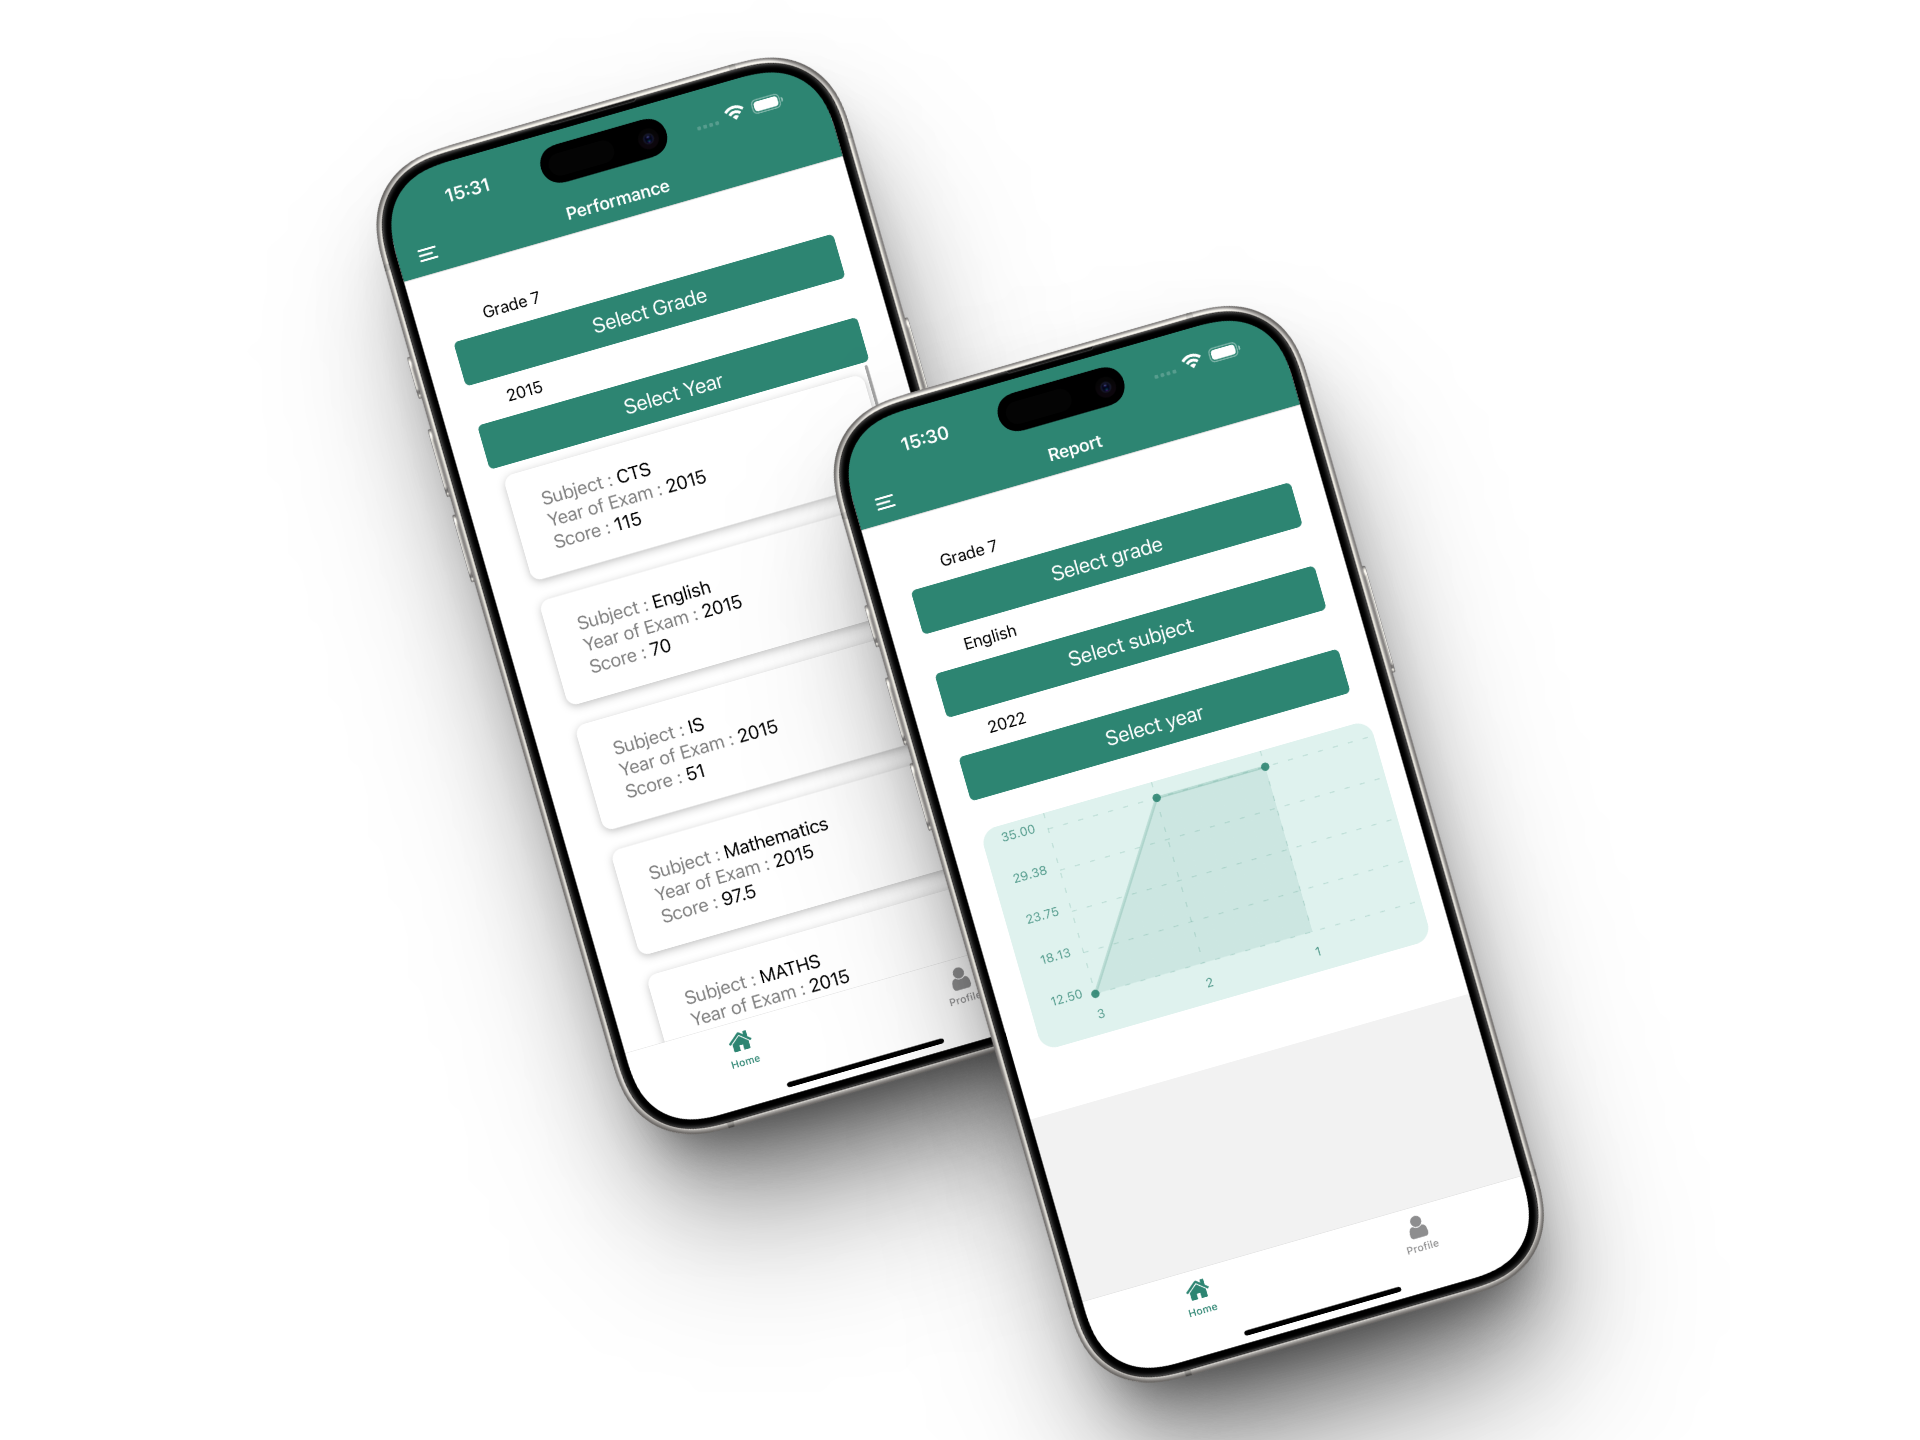 15:31
Performance
Grade 7
Select Grade
2015
Select Year
Subject : CTS
Year of Exam : 2015
Score : 115
Subject : English
Year of Exam : 2015
Score : 70
Subject : IS
Year of Exam : 2015
Score : 51
Subject : Mathematics
Year of Exam : 2015
Score : 97.5
Subject : MATHS
Year of Exam : 2015
Home
Profile
15:30
Report
Grade 7
Select grade
English
Select subject
2022
Select year
35.00
29.38
23.75
18.13
12.50
3
2
1
Home
Profile